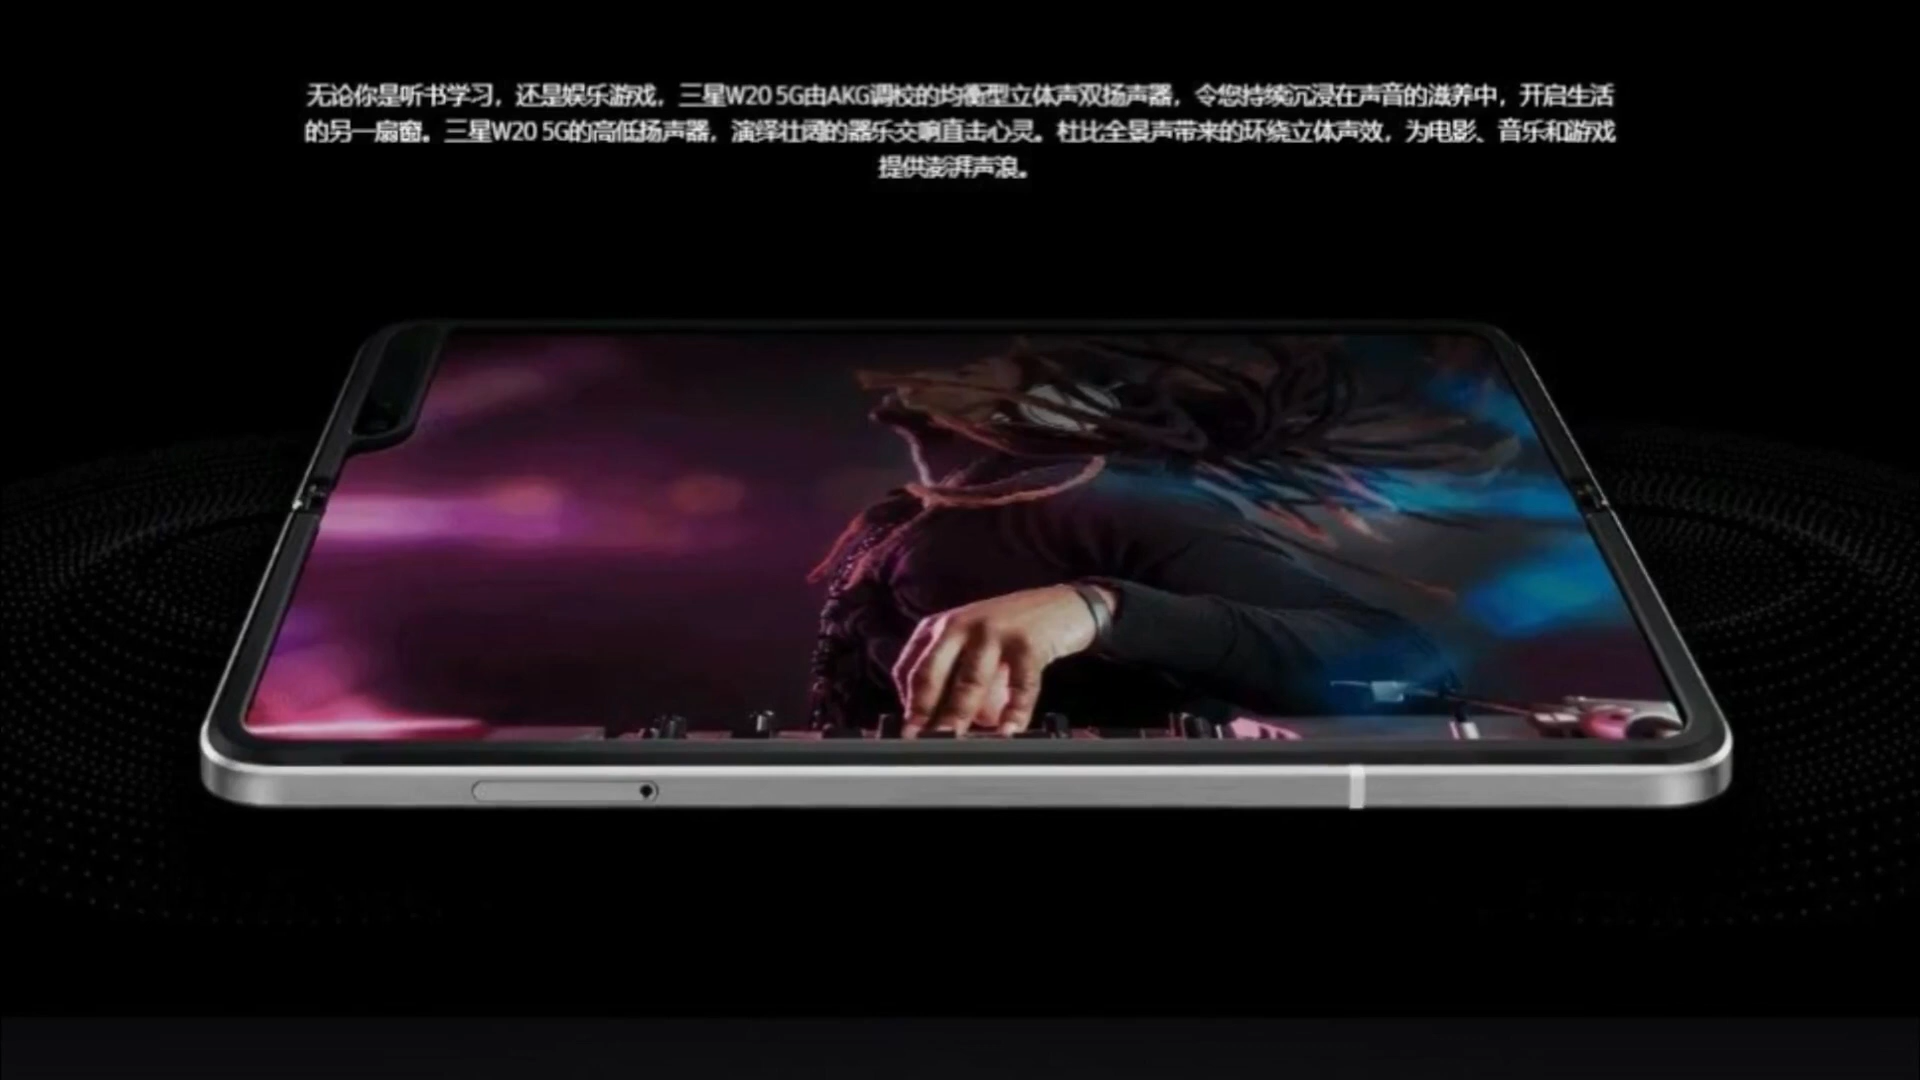 无论你是听书学习，还是娱乐游戏，三星W20 5G由AKG调校的均衡型立体声双扬声器，令您持续沉浸在声音的滋养中，开启生活
的另一扇窗。三星W20 5G的高低扬声器，演绎壮阔的器乐交响直击心灵。杜比全景声带来的环绕立体声效，为电影、音乐和游戏
提供澎湃声浪。